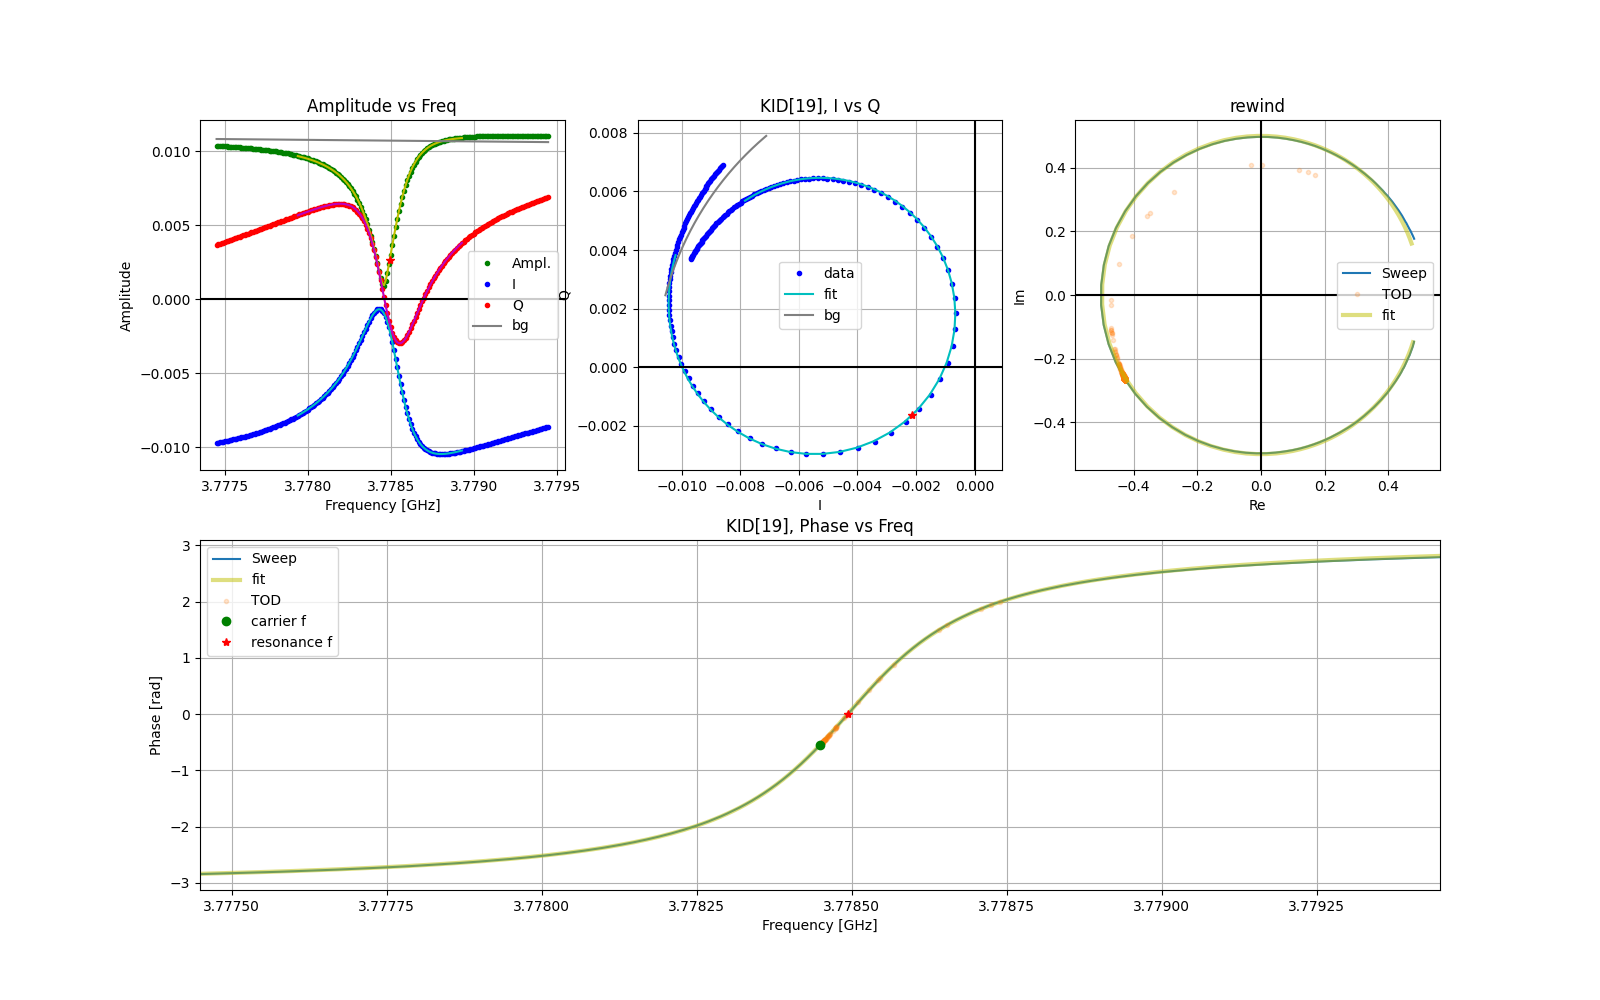 Amplitude vs Freq
Amplitude
0.010
0.005
0.000
−0.005
−0.010
3.7775
3.7780
3.7785
3.7790
3.7795
Frequency [GHz]
Ampl.
I
Q
bg
KID[19], I vs Q
Q
0.008
0.006
0.004
0.002
0.000
−0.002
−0.010
−0.008
−0.006
−0.004
−0.002
0.000
I
data
fit
bg
rewind
Im
0.4
0.2
0.0
−0.2
−0.4
−0.4
−0.2
0.0
0.2
0.4
Re
Sweep
TOD
fit
KID[19], Phase vs Freq
Phase [rad]
3
2
1
0
−1
−2
−3
3.77750
3.77775
3.77800
3.77825
3.77850
3.77875
3.77900
3.77925
Frequency [GHz]
Sweep
fit
TOD
carrier f
resonance f